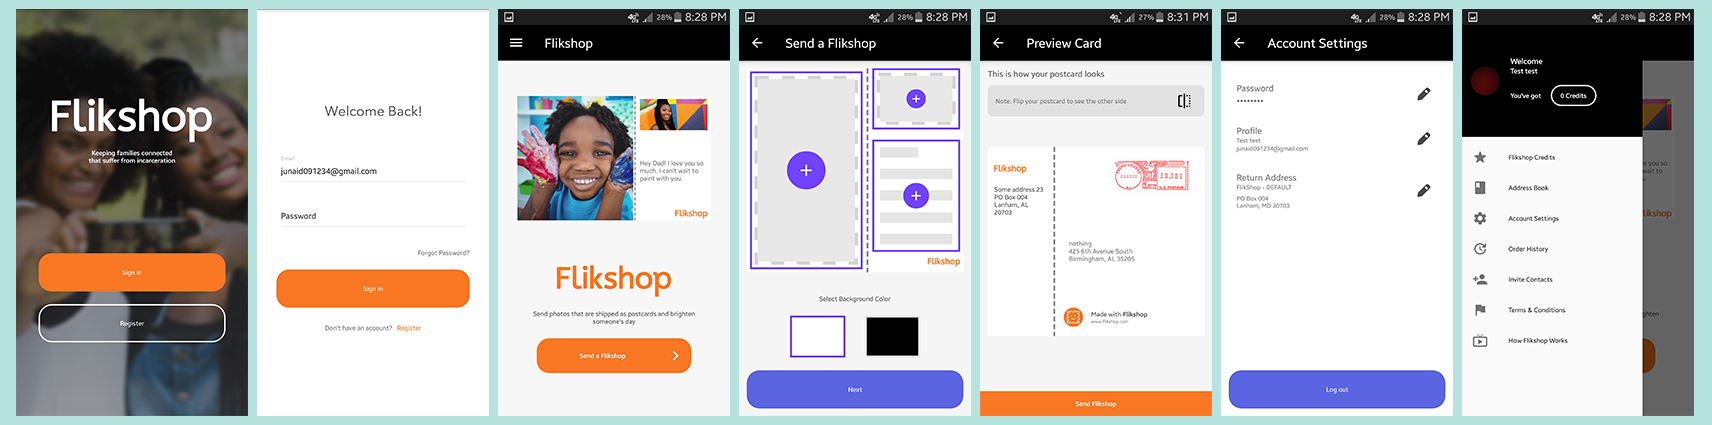 Flikshop
Keeping families connected
that suffer from incarceration
Sign In
Register
Welcome Back!
Email
junaid091234@gmail.com
Password
Forgot Password?
Sign In
Don't have an account? Register
28% 8:28 PM
Flikshop
Hey Dad! I love you so
much. I can't wait to
paint with you.
Flikshop
Flikshop
Send photos that are shipped as postcards and brighten
someone's day
Send a Flikshop
28% 8:28 PM
Send a Flikshop
Flikshop
Select Background Color
Next
27% 8:31 PM
Preview Card
This is how your postcard looks
Note: Flip your postcard to see the other side
Flikshop
Some address 23
PO Box 004
Lanham, AL
20703
nothing
425 6th Avenue South
Birmingham, AL 35205
Made with Flikshop
www.flikshop.com
Send Flikshop
28% 8:28 PM
Account Settings
Password
••••••••
Profile
Test test
junaid091234@gmail.com
Return Address
FlikShop - DEFAULT
PO Box 004
Lanham, MD 20703
Log out
28% 8:28 PM
Welcome
Test test
You've got 0 Credits
Flikshop Credits
Address Book
Account Settings
Order History
Invite Contacts
Terms & Conditions
How Flikshop Works
you so
it to
kshop
ighten